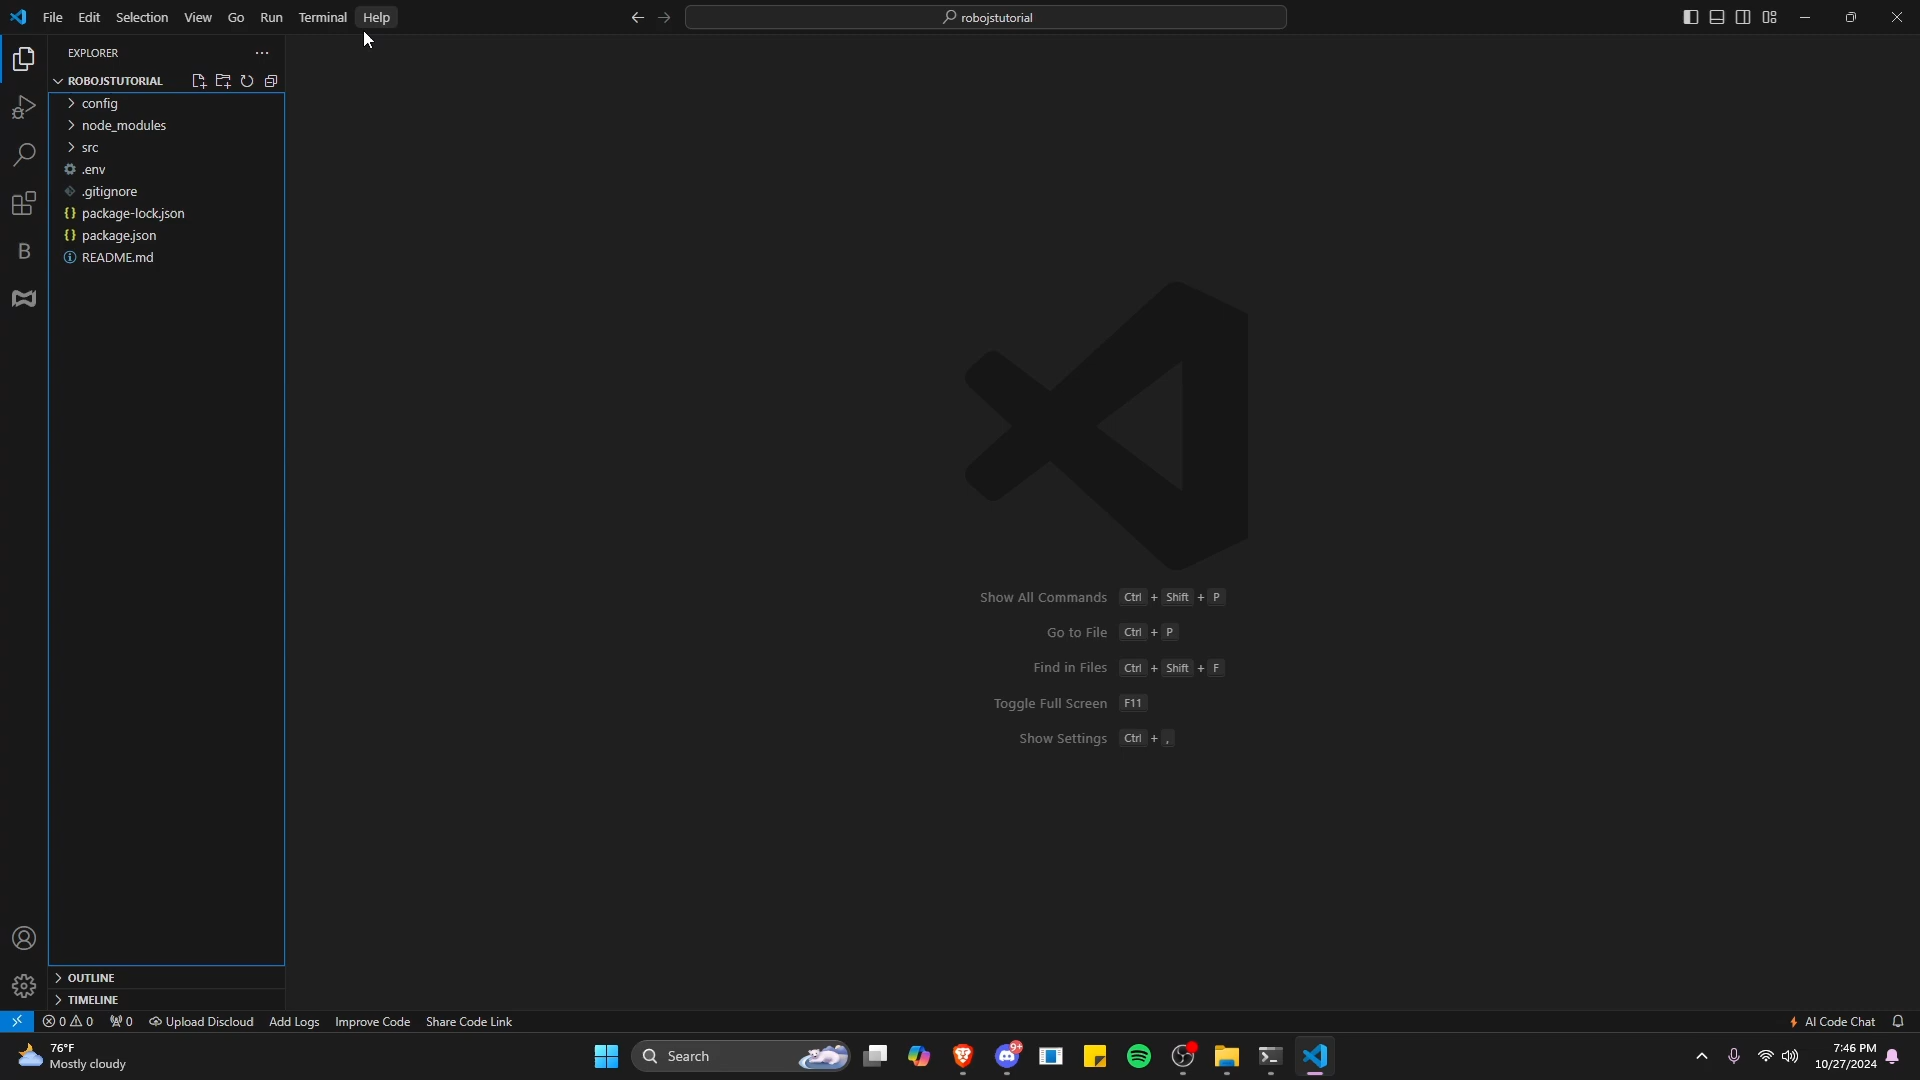 File Edit Selection View Go Run Terminal Help
robojstutorial
EXPLORER
ROBOJSTUTORIAL
config
node_modules
src
.env
.gitignore
package-lock.json
package.json
README.md
Show All Commands Ctrl + Shift + P
Go to File Ctrl + P
Find in Files Ctrl + Shift + F
Toggle Full Screen F11
Show Settings Ctrl + ,
OUTLINE
TIMELINE
0 0 0 Upload Discloud Add Logs Improve Code Share Code Link AI Code Chat
76°F
Mostly cloudy
Search
9+
7:46 PM
10/27/2024